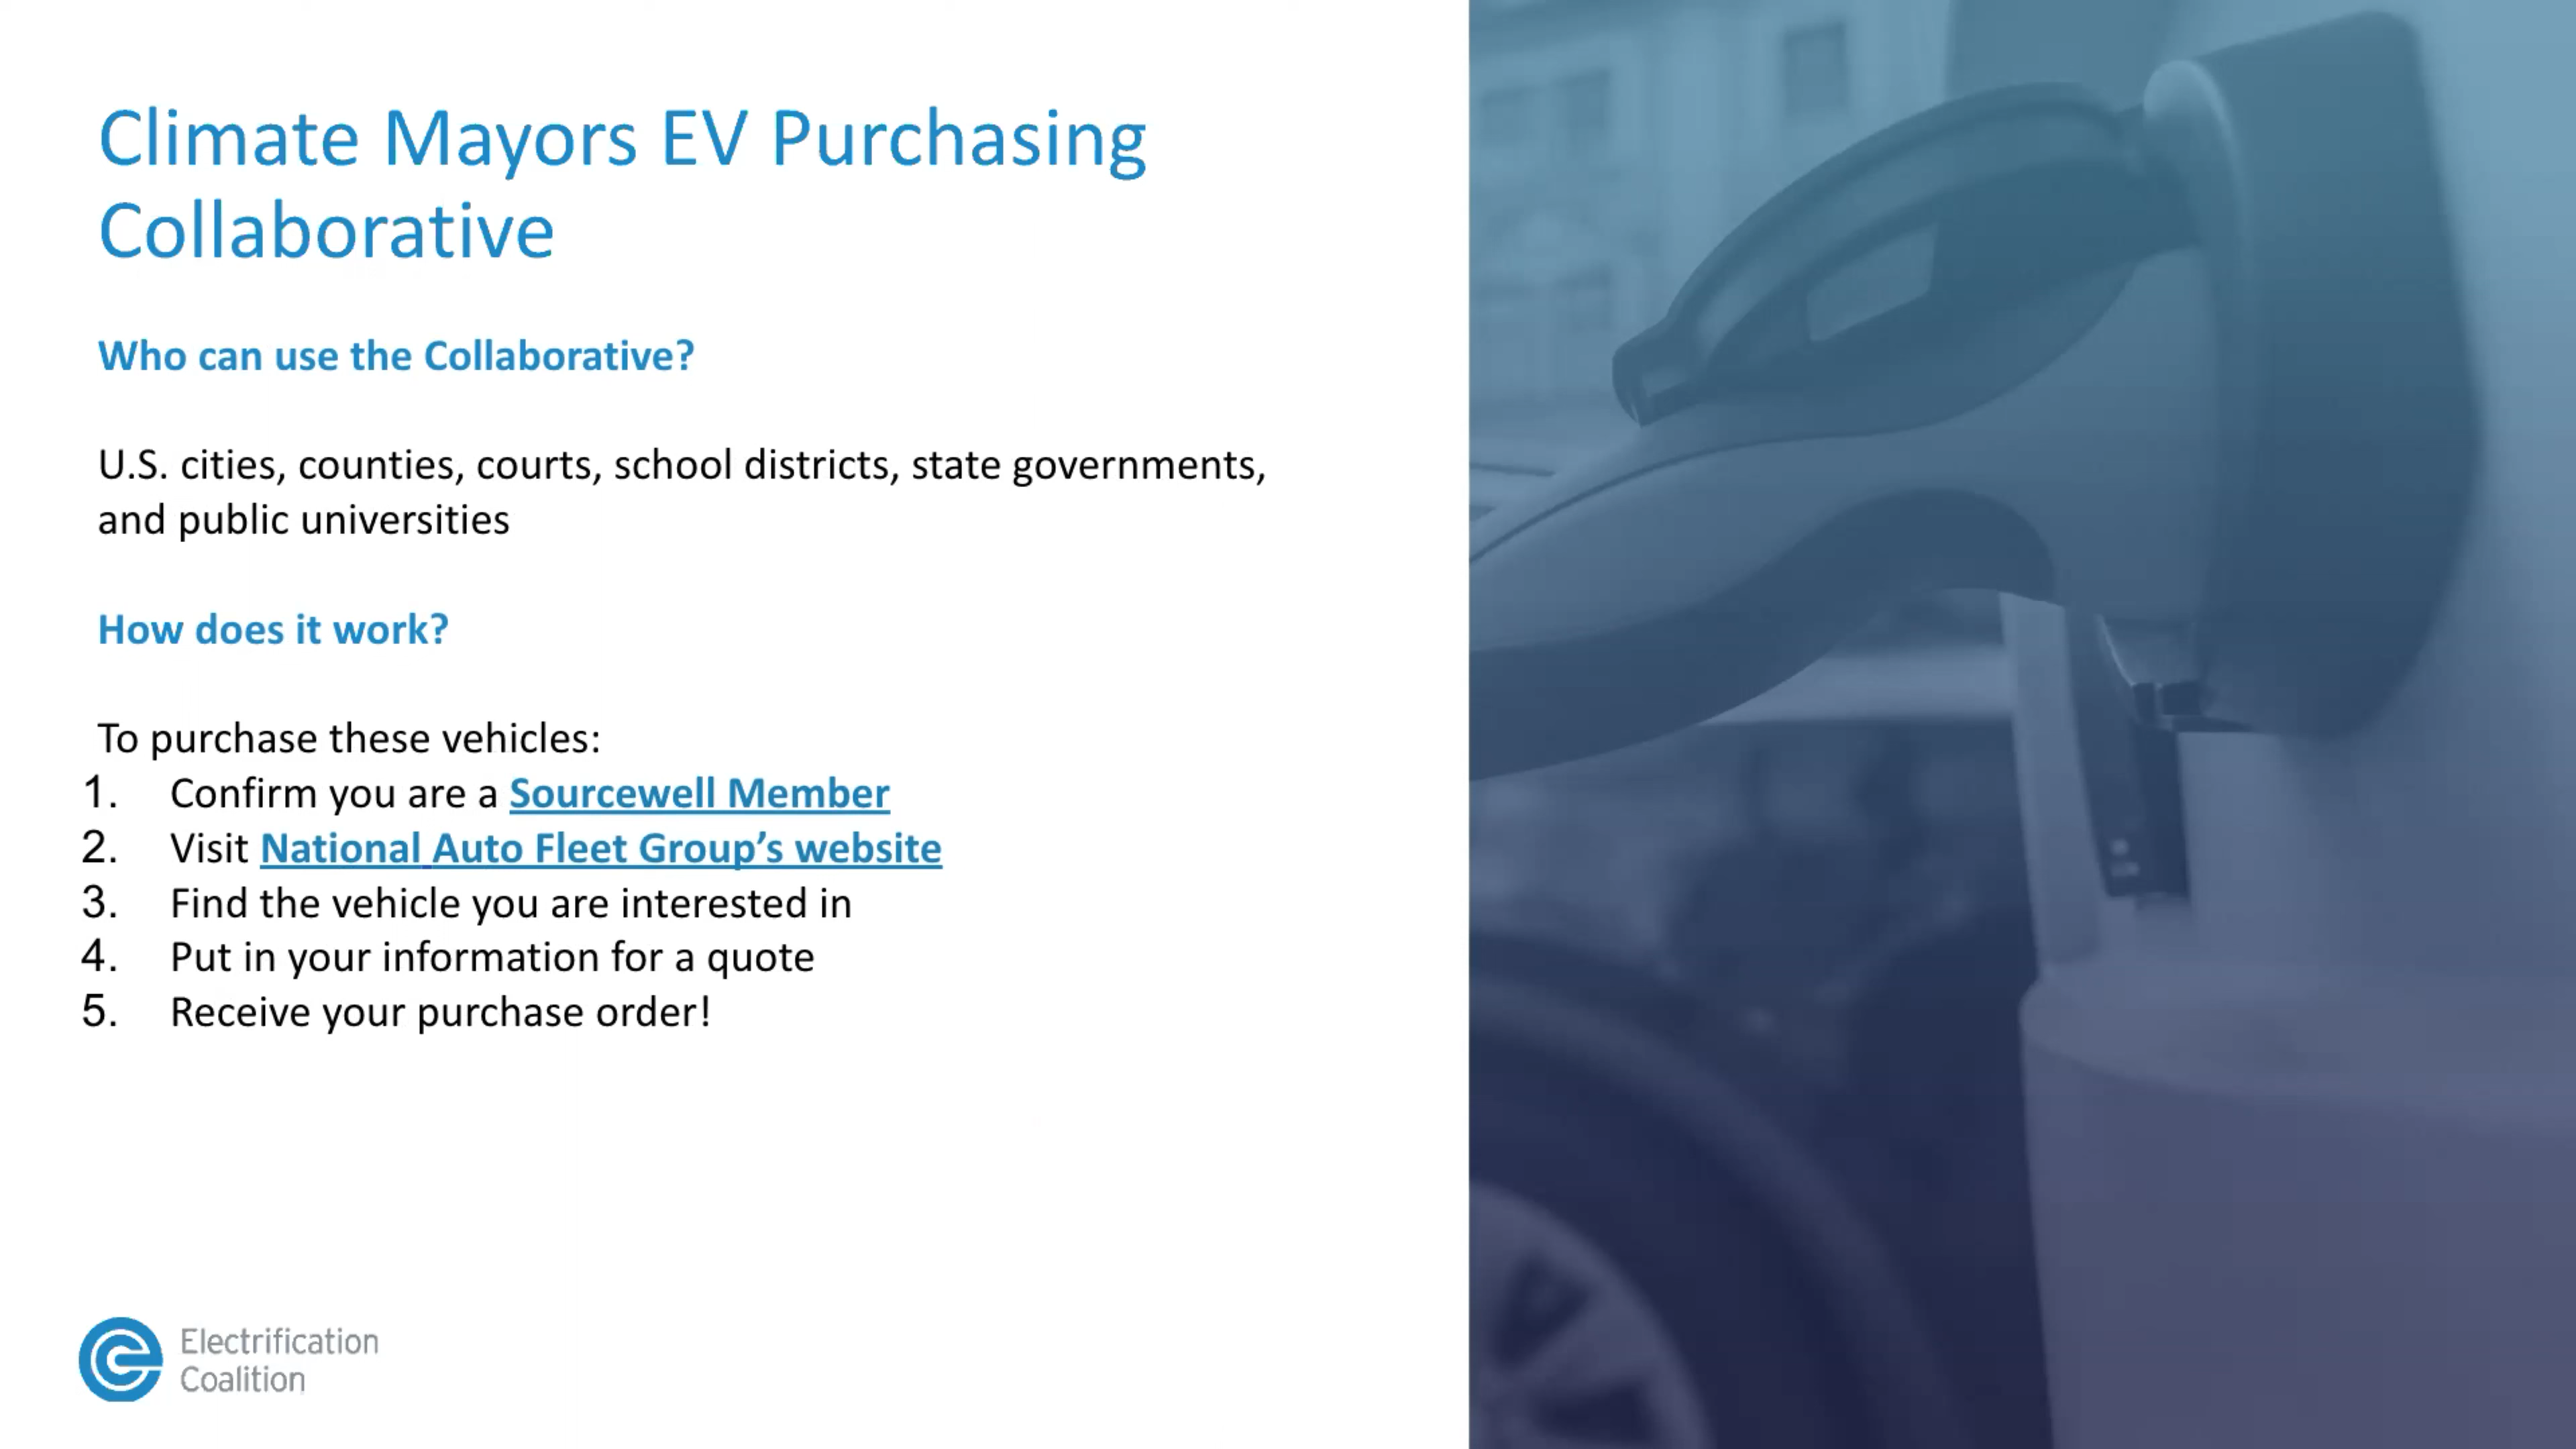 Climate Mayors EV Purchasing
Collaborative
Who can use the Collaborative?
U.S. cities, counties, courts, school districts, state governments,
and public universities
How does it work?
To purchase these vehicles:
1. Confirm you are a Sourcewell Member
2. Visit National Auto Fleet Group’s website
3. Find the vehicle you are interested in
4. Put in your information for a quote
5. Receive your purchase order!
Electrification
Coalition